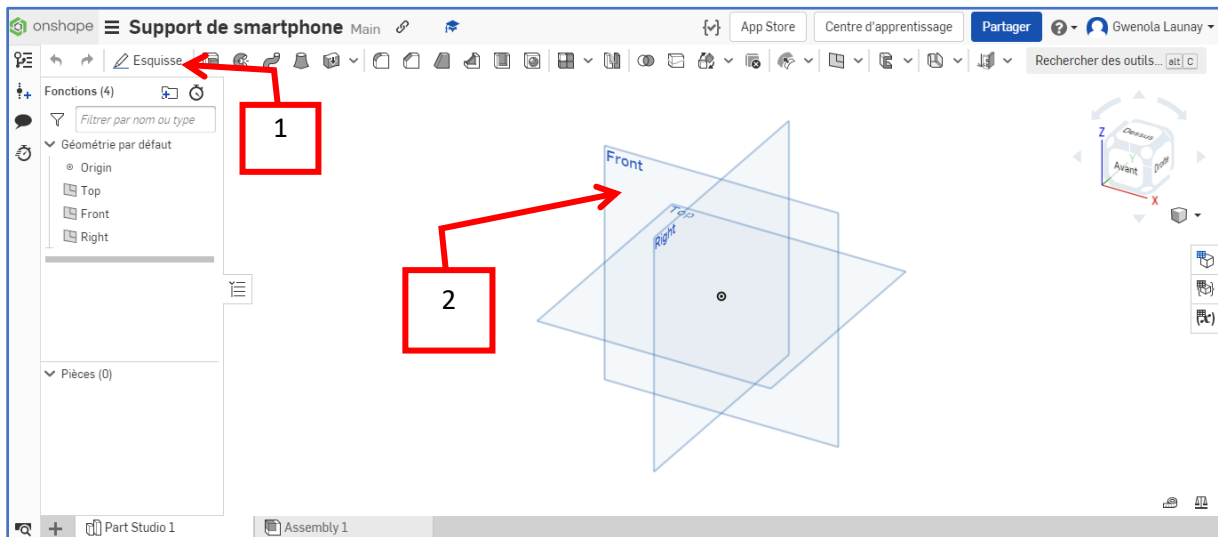 onshape Support de smartphone Main App Store Centre d'apprentissage Partager Gwenola Launay
Esquisse Rechercher des outils... alt C
Fonctions (4)
Filtrer par nom ou type
Géométrie par défaut
Origin
Top
Front
Right
Pièces (0)
1
2
Front
Top
Right
Z
Y
X
Dessus
Avant
Droite
Part Studio 1 Assembly 1